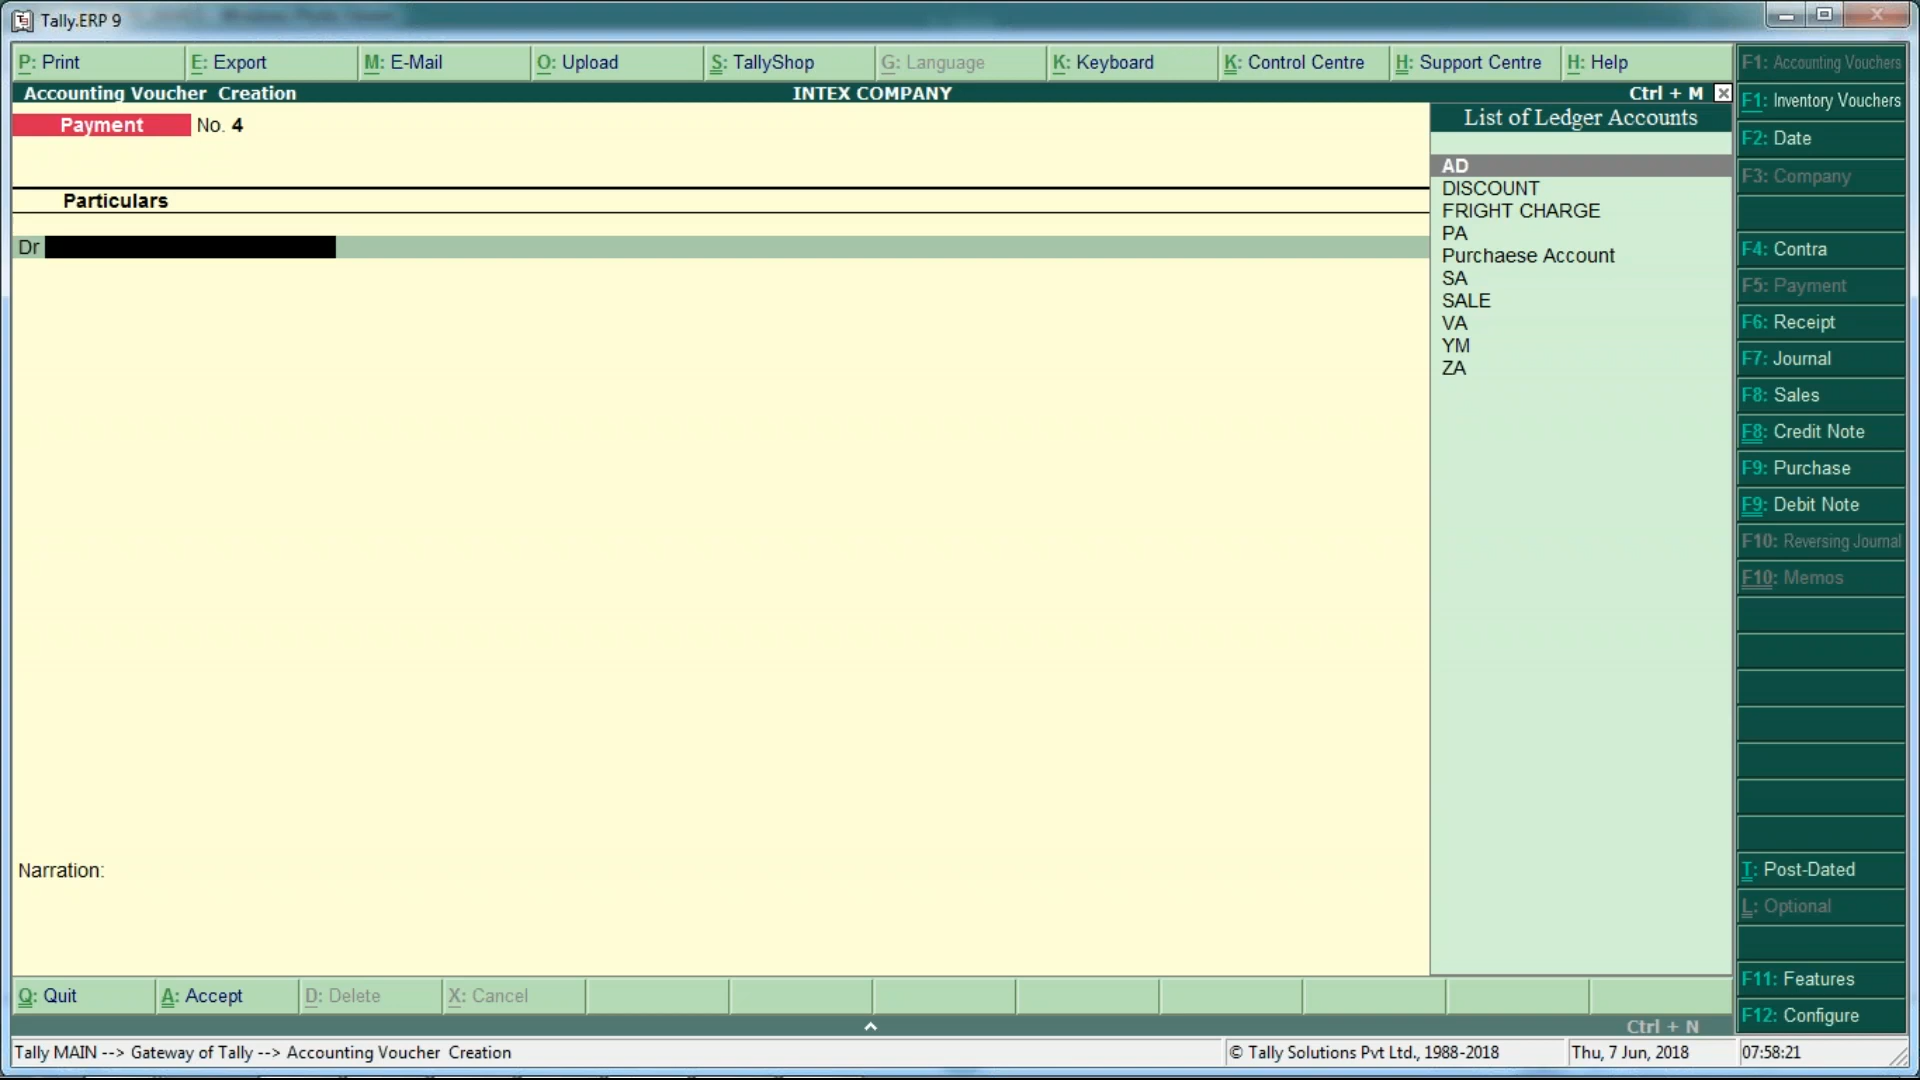 Tally.ERP 9
P: Print E: Export M: E-Mail O: Upload S: TallyShop G: Language K: Keyboard K: Control Centre H: Support Centre H: Help
Accounting Voucher Creation INTEX COMPANY Ctrl + M
Payment No. 4
Particulars
Dr
Narration:
List of Ledger Accounts
AD
DISCOUNT
FRIGHT CHARGE
PA
Purchaese Account
SA
SALE
VA
YM
ZA
F1: Accounting Vouchers
F1: Inventory Vouchers
F2: Date
F3: Company
F4: Contra
F5: Payment
F6: Receipt
F7: Journal
F8: Sales
F8: Credit Note
F9: Purchase
F9: Debit Note
F10: Reversing Journal
F10: Memos
T: Post-Dated
L: Optional
F11: Features
F12: Configure
Q: Quit A: Accept D: Delete X: Cancel
Ctrl + N
Tally MAIN --> Gateway of Tally --> Accounting Voucher Creation © Tally Solutions Pvt Ltd., 1988-2018 Thu, 7 Jun, 2018 07:58:21